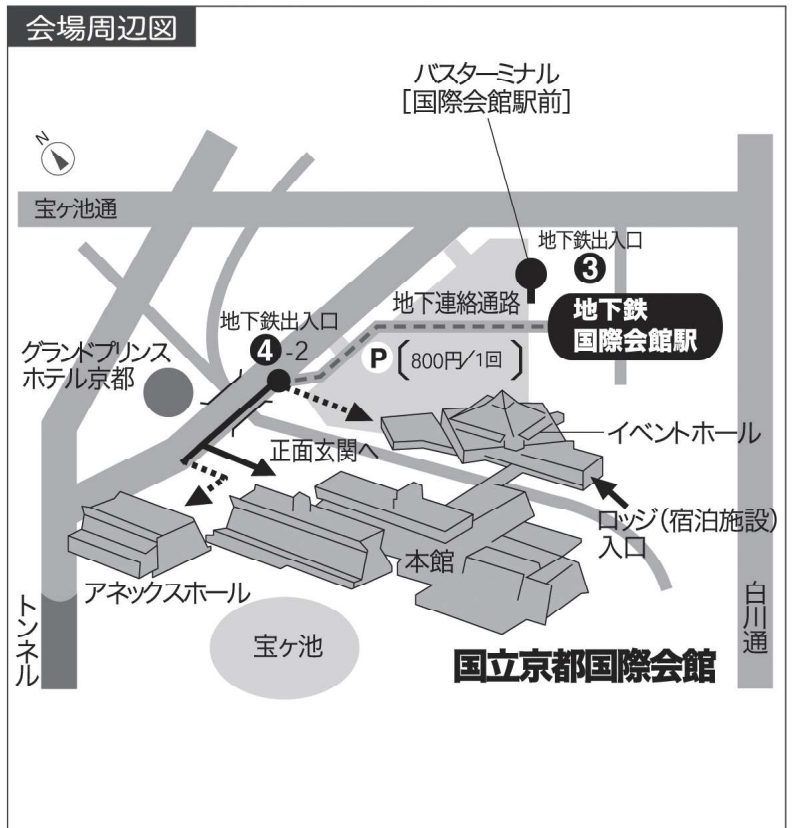 会場周辺図
バスターミナル
[国際会館駅前]
N
宝ヶ池通
地下鉄出入口
❸
地下連絡通路
地下鉄
国際会館駅
地下鉄出入口
❹-2
P〔800円/1回〕
グランドプリンス
ホテル京都
イベントホール
正面玄関へ
ロッジ(宿泊施設)
入口
本館
アネックスホール
トンネル
宝ヶ池
白川通
国立京都国際会館